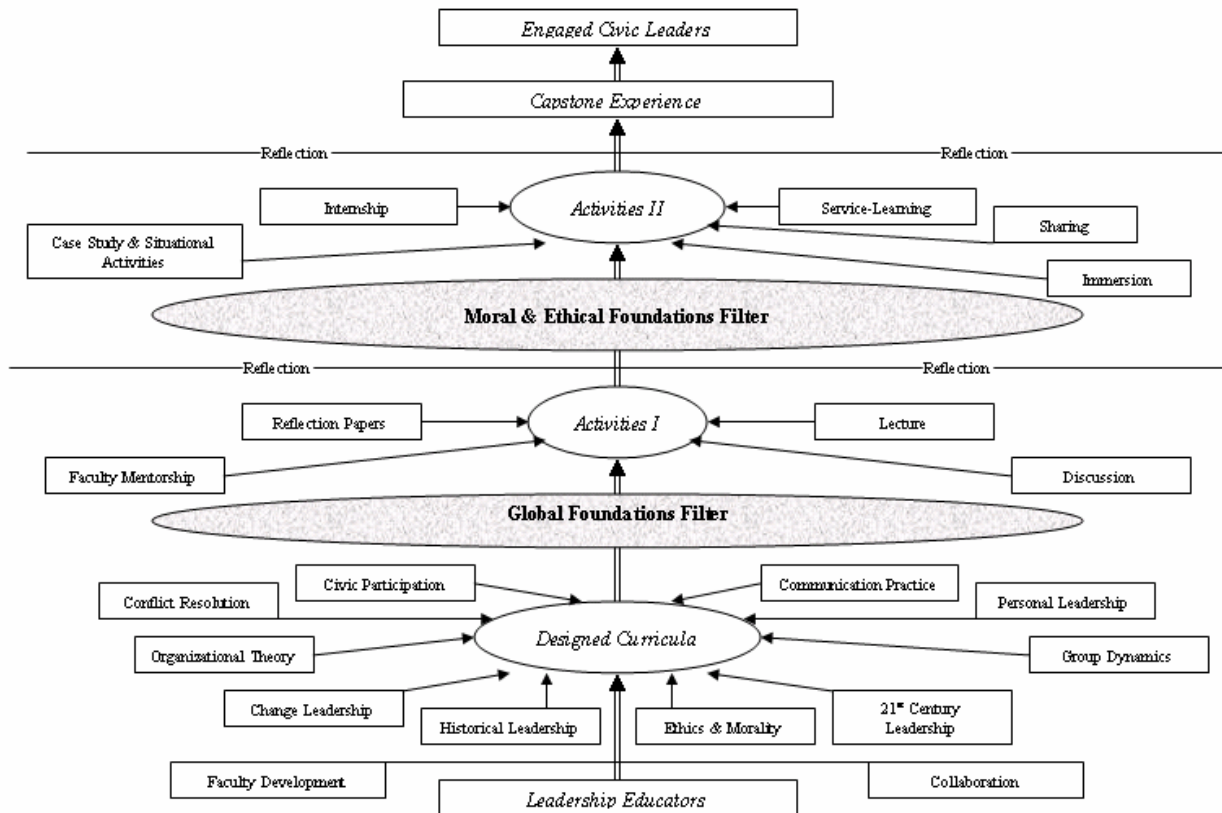 Engaged Civic Leaders
Capstone Experience
Reflection
Reflection
Internship
Activities II
Service-Learning
Sharing
Case Study & Situational
Activities
Immersion
Moral & Ethical Foundations Filter
Reflection
Reflection
Reflection Papers
Activities I
Lecture
Faculty Mentorship
Discussion
Global Foundations Filter
Civic Participation
Communication Practice
Conflict Resolution
Personal Leadership
Organizational Theory
Designed Curricula
Group Dynamics
Change Leadership
Historical Leadership
Ethics & Morality
21st Century
Leadership
Faculty Development
Collaboration
Leadership Educators